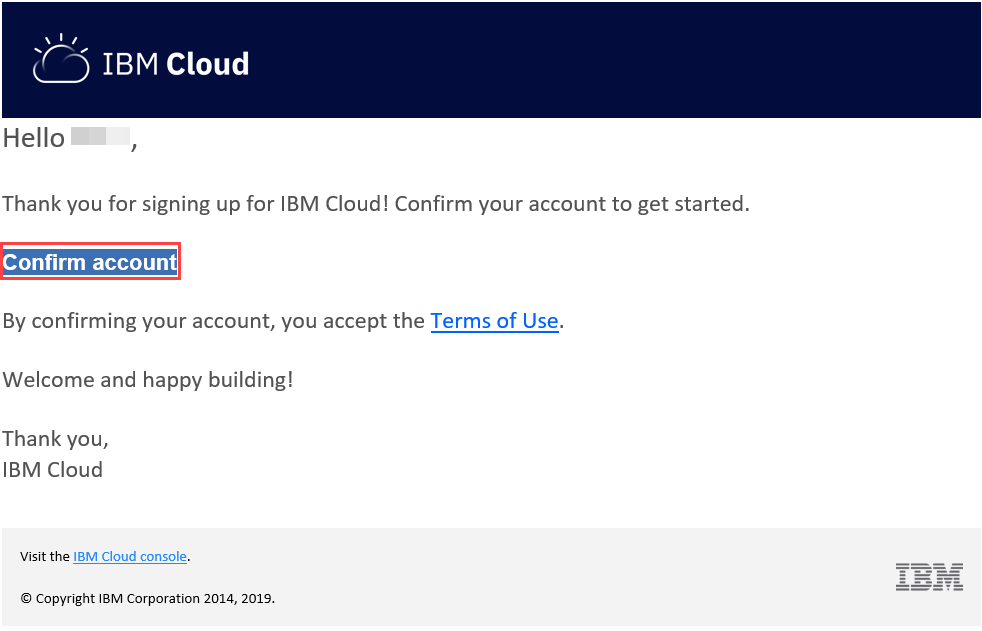 IBM Cloud
Hello ,
Thank you for signing up for IBM Cloud! Confirm your account to get started.
Confirm account
By confirming your account, you accept the Terms of Use.
Welcome and happy building!
Thank you,
IBM Cloud
Visit the IBM Cloud console.
IBM
© Copyright IBM Corporation 2014, 2019.